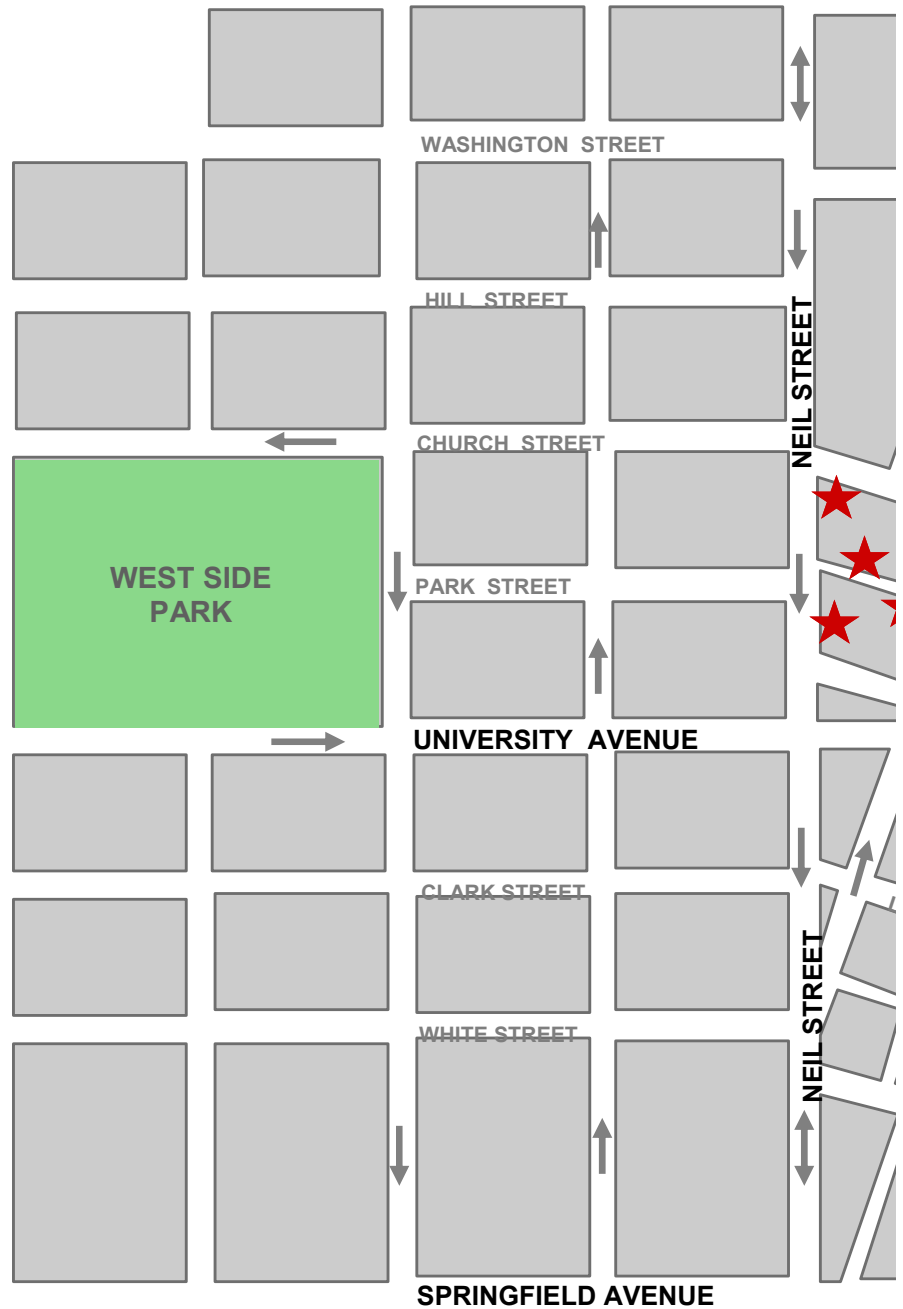 WASHINGTON STREET
HILL STREET
NEIL STREET
CHURCH STREET
WEST SIDE
PARK
PARK STREET
UNIVERSITY AVENUE
CLARK STREET
NEIL STREET
WHITE STREET
SPRINGFIELD AVENUE